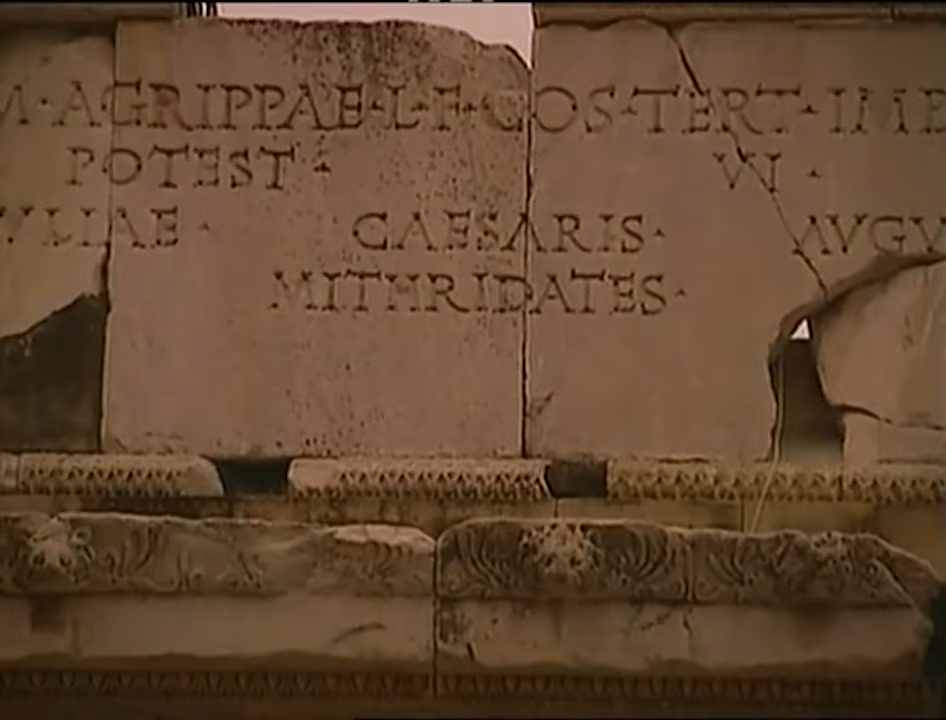 M·AGRIPPAE·L·F·COS·TERT·IMP
POTEST· VI·
IVLIAE· CAESARIS· AVGV
MITHRIDATES·